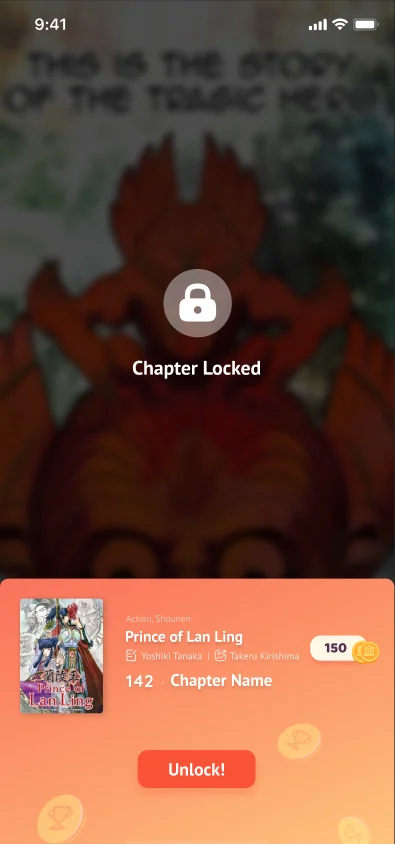 9:41
THIS IS THE STORY
OF THE TRAGIC HERO
Chapter Locked
Action, Shounen
Prince of Lan Ling
Yoshiki Tanaka | Takeru Kirishima
150
142 · Chapter Name
Prince of
Lan Ling
Unlock!